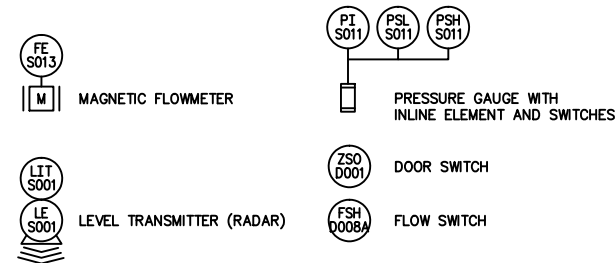 FE
S013
M
MAGNETIC FLOWMETER
LIT
S001
LE
S001
LEVEL TRANSMITTER (RADAR)
PI
S011
PSL
S011
PSH
S011
PRESSURE GAUGE WITH
INLINE ELEMENT AND SWITCHES
ZSO
D001
DOOR SWITCH
FSH
D008A
FLOW SWITCH